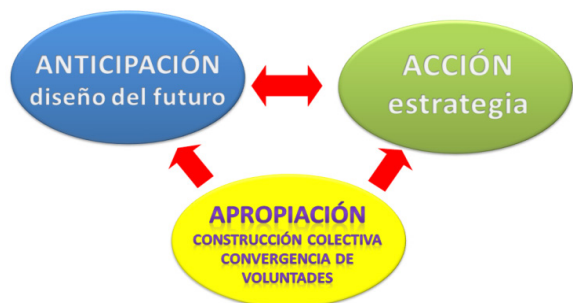 ANTICIPACIÓN
diseño del futuro
ACCIÓN
estrategia
APROPIACIÓN
CONSTRUCCIÓN COLECTIVA
CONVERGENCIA DE
VOLUNTADES